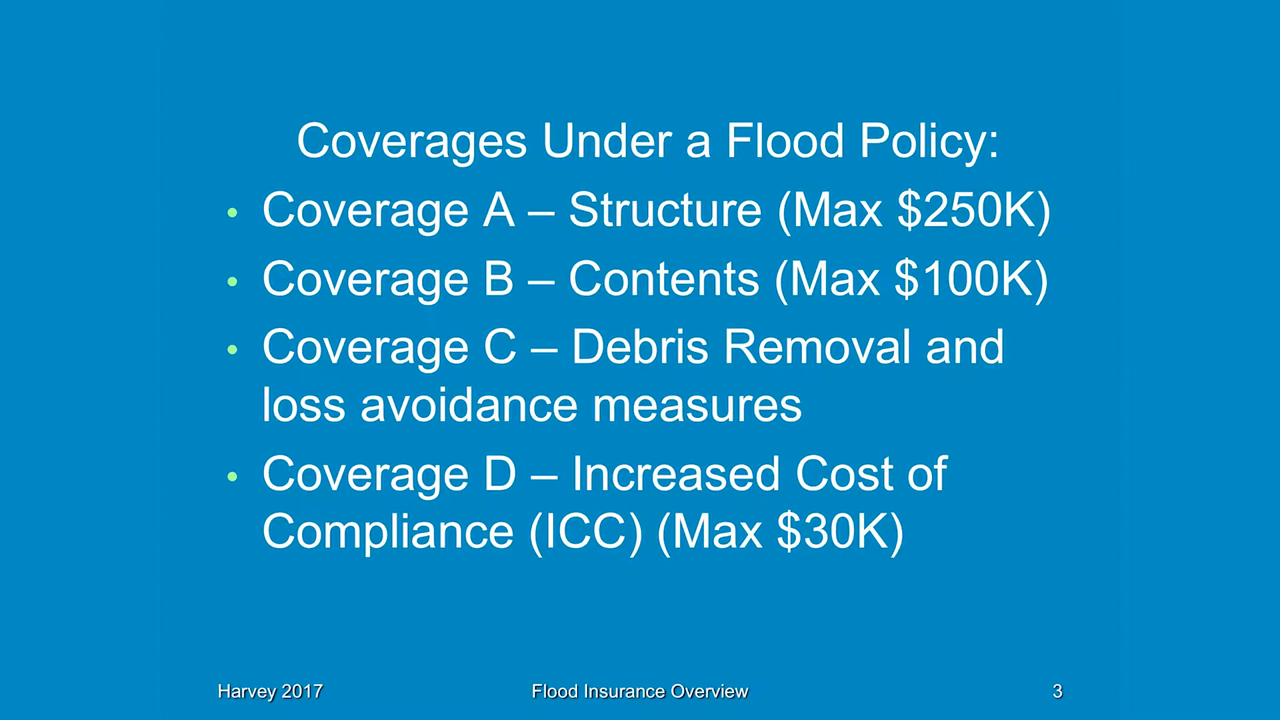 Coverages Under a Flood Policy:
• Coverage A – Structure (Max $250K)
• Coverage B – Contents (Max $100K)
• Coverage C – Debris Removal and
loss avoidance measures
• Coverage D – Increased Cost of
Compliance (ICC) (Max $30K)
Harvey 2017 Flood Insurance Overview 3